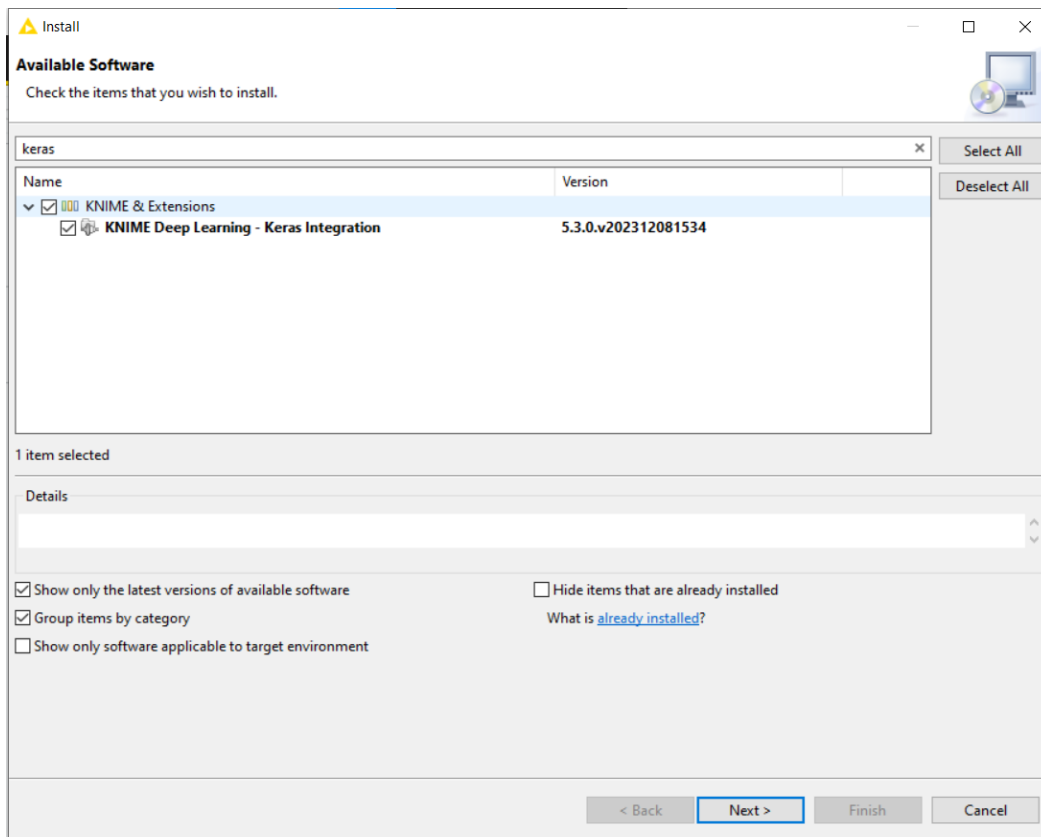 Install
Available Software
Check the items that you wish to install.
keras
Select All
Name Version
Deselect All
KNIME & Extensions
KNIME Deep Learning - Keras Integration 5.3.0.v202312081534
1 item selected
Details
Show only the latest versions of available software Hide items that are already installed
Group items by category What is already installed?
Show only software applicable to target environment
< Back Next > Finish Cancel